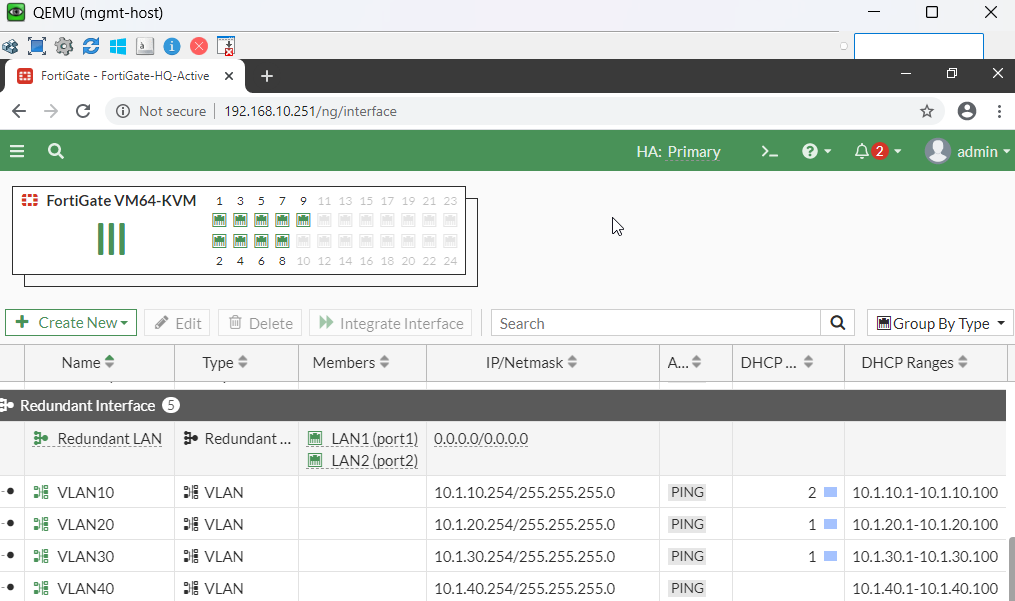 QEMU (mgmt-host)
FortiGate - FortiGate-HQ-Active
Not secure 192.168.10.251/ng/interface
HA: Primary 2 admin
FortiGate VM64-KVM 1 3 5 7 9 11 13 15 17 19 21 23
2 4 6 8 10 12 14 16 18 20 22 24
Create New Edit Delete Integrate Interface Search Group By Type
Name Type Members IP/Netmask A... DHCP ... DHCP Ranges
Redundant Interface 5
Redundant LAN Redundant ... LAN1 (port1) 0.0.0.0/0.0.0.0
LAN2 (port2)
VLAN10 VLAN 10.1.10.254/255.255.255.0 PING 2 10.1.10.1-10.1.10.100
VLAN20 VLAN 10.1.20.254/255.255.255.0 PING 1 10.1.20.1-10.1.20.100
VLAN30 VLAN 10.1.30.254/255.255.255.0 PING 1 10.1.30.1-10.1.30.100
VLAN40 VLAN 10.1.40.254/255.255.255.0 PING 10.1.40.1-10.1.40.100